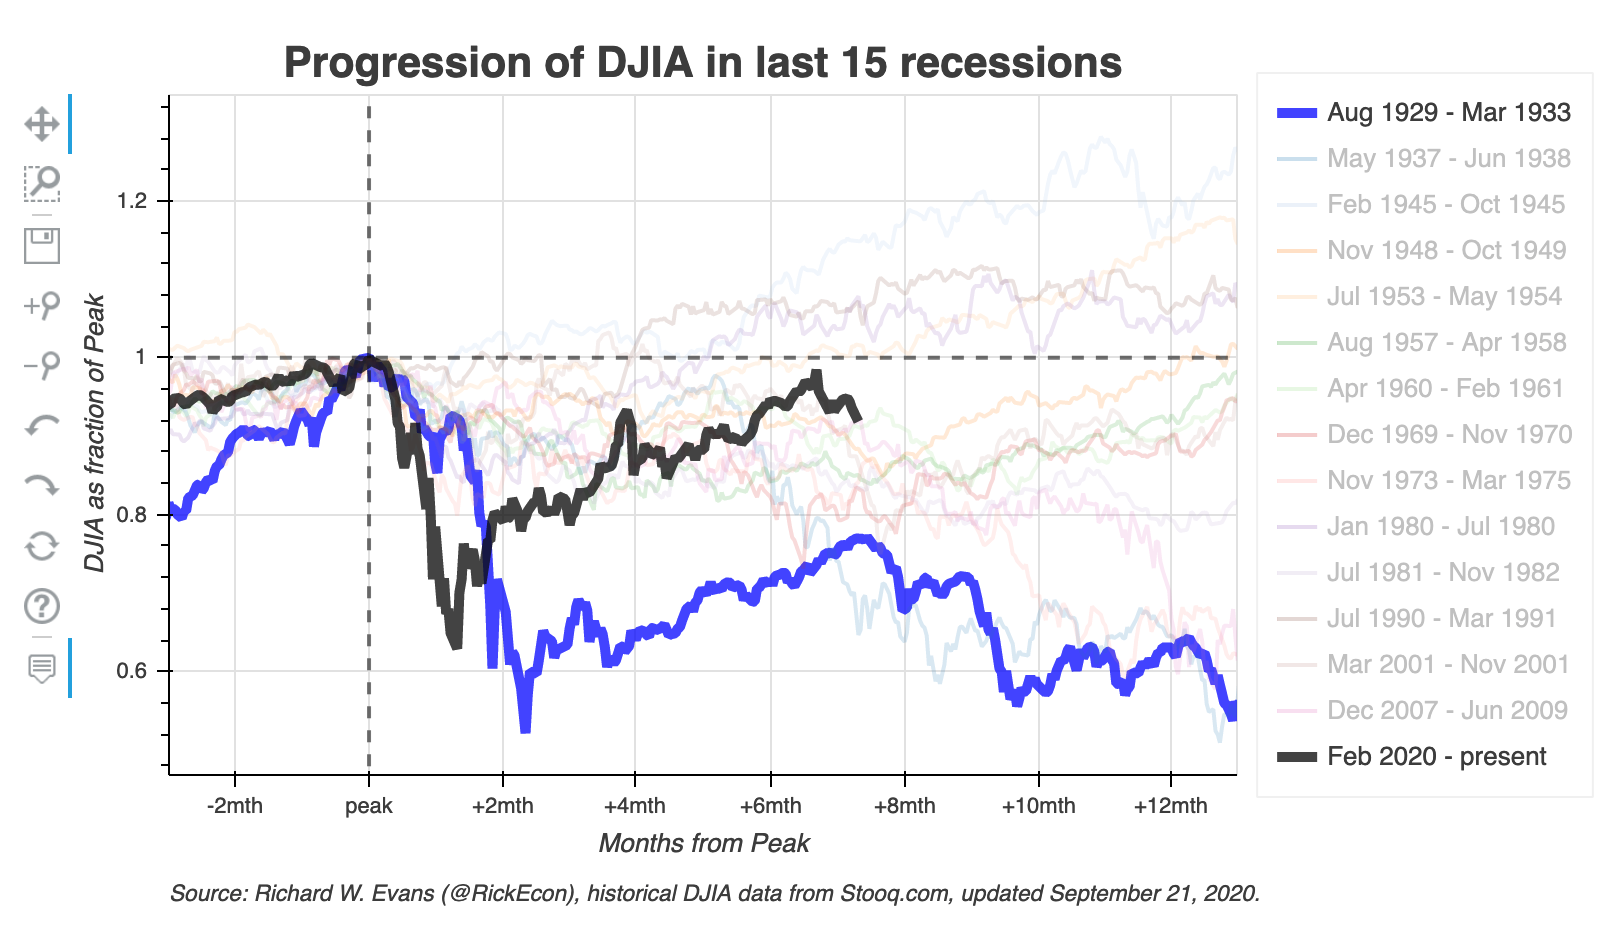 Progression of DJIA in last 15 recessions
DJIA as fraction of Peak
1.2
1
0.8
0.6
-2mth
peak
+2mth
+4mth
+6mth
+8mth
+10mth
+12mth
Months from Peak
Aug 1929 - Mar 1933
May 1937 - Jun 1938
Feb 1945 - Oct 1945
Nov 1948 - Oct 1949
Jul 1953 - May 1954
Aug 1957 - Apr 1958
Apr 1960 - Feb 1961
Dec 1969 - Nov 1970
Nov 1973 - Mar 1975
Jan 1980 - Jul 1980
Jul 1981 - Nov 1982
Jul 1990 - Mar 1991
Mar 2001 - Nov 2001
Dec 2007 - Jun 2009
Feb 2020 - present
Source: Richard W. Evans (@RickEcon), historical DJIA data from Stooq.com, updated September 21, 2020.